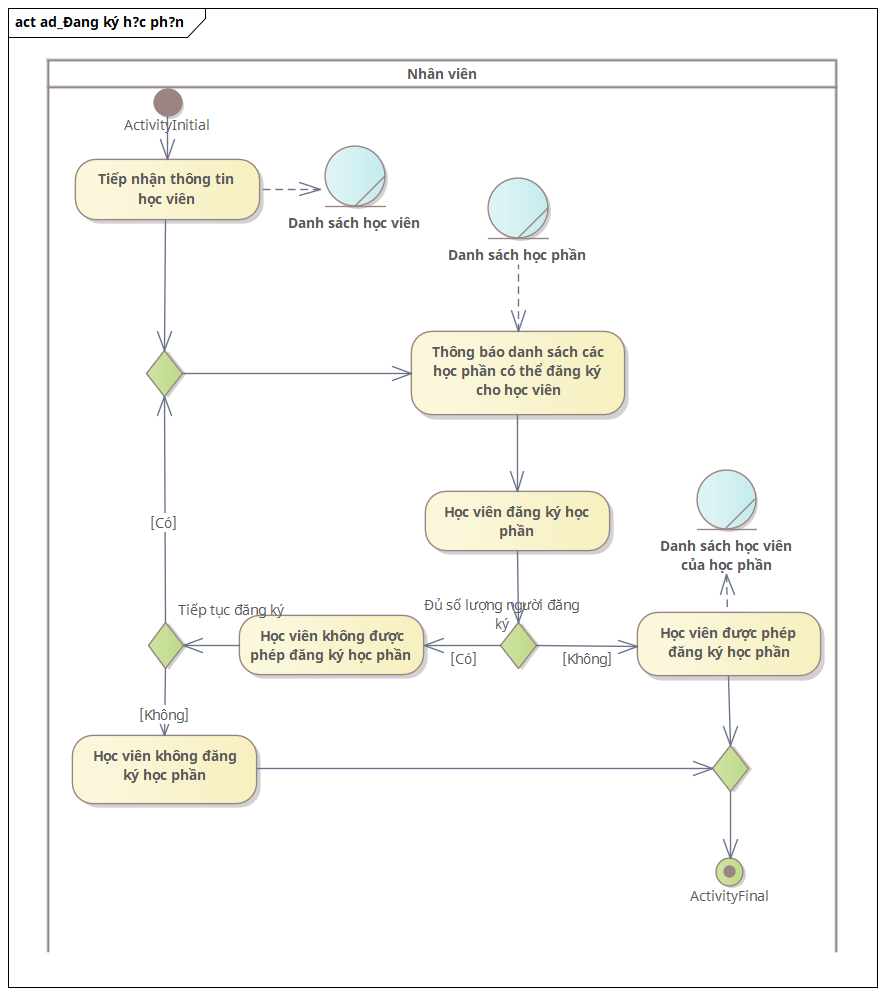 act ad_Đang ký h?c ph?n
Nhân viên
ActivityInitial
Tiếp nhận thông tin
học viên
Danh sách học viên
Danh sách học phần
Thông báo danh sách các
học phần có thể đăng ký
cho học viên
[Có]
Học viên đăng ký học
phần
Danh sách học viên
của học phần
Tiếp tục đăng ký
Đủ số lượng người đăng
ký
Học viên không được
phép đăng ký học phần
[Có]
[Không]
Học viên được phép
đăng ký học phần
[Không]
Học viên không đăng
ký học phần
ActivityFinal